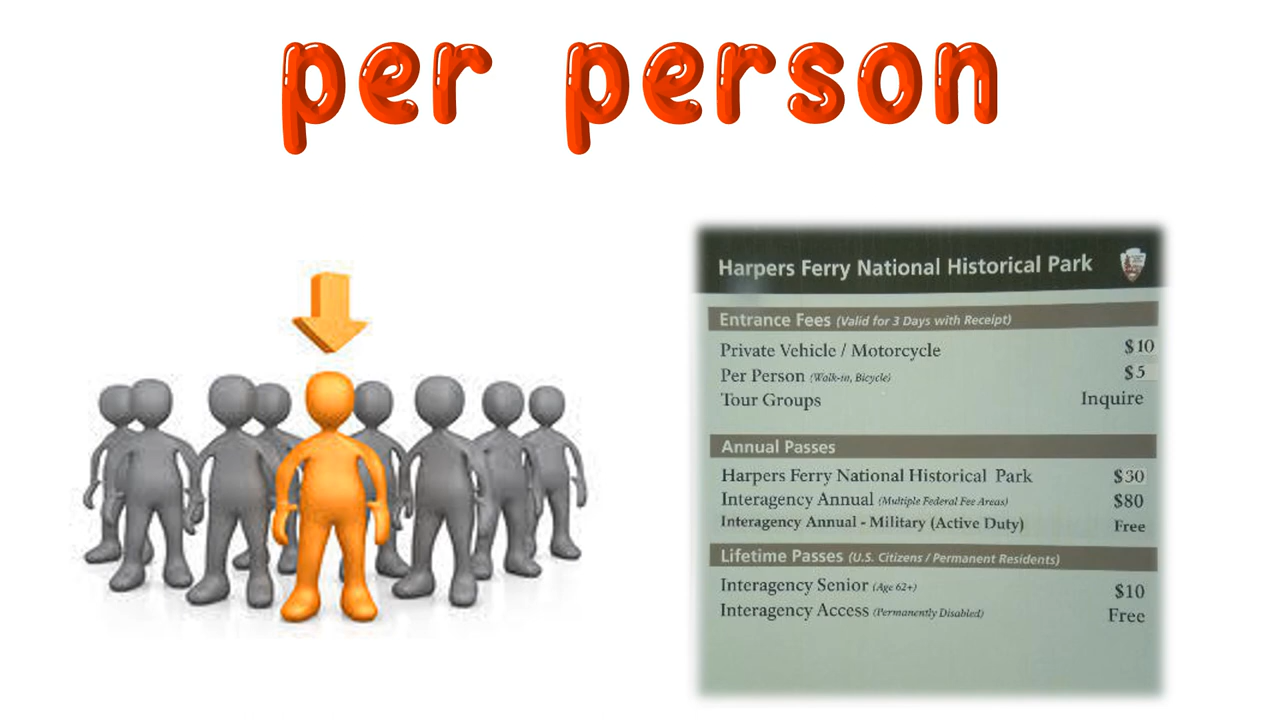 per person
Harpers Ferry National Historical Park
Entrance Fees (Valid for 3 Days with Receipt)
Private Vehicle / Motorcycle $10
Per Person (Walk-in, Bicycle) $5
Tour Groups Inquire
Annual Passes
Harpers Ferry National Historical Park $30
Interagency Annual (Multiple Federal Fee Areas) $80
Interagency Annual - Military (Active Duty) Free
Lifetime Passes (U.S. Citizens / Permanent Residents)
Interagency Senior (Age 62+) $10
Interagency Access (Permanently Disabled) Free